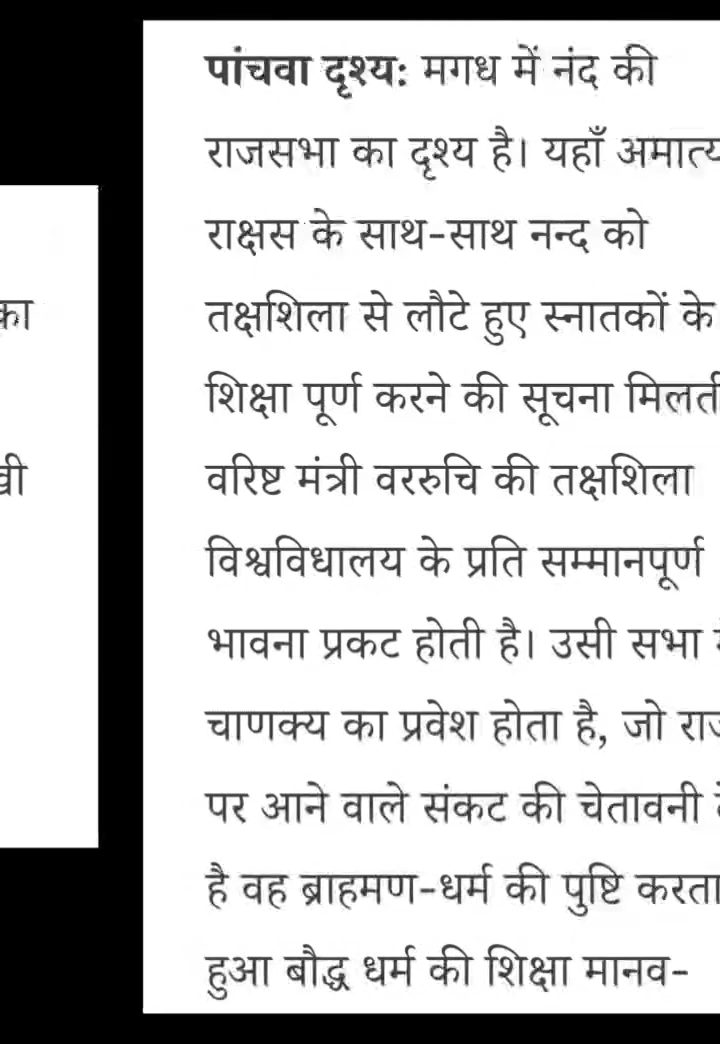 पांचवा दृश्य: मगध में नंद की
राजसभा का दृश्य है। यहाँ अमात्य
राक्षस के साथ-साथ नन्द को
तक्षशिला से लौटे हुए स्नातकों के
शिक्षा पूर्ण करने की सूचना
वरिष्ट मंत्री वररुचि की तक्षशिला
विश्वविधालय के प्रति सम्मानपूर्ण
भावना प्रकट होती है। उसी सभा
चाणक्य का प्रवेश होता है, जो
पर आने वाले संकट की चेतावनी
है वह ब्राहमण-धर्म की पुष्टि करता
हुआ बौद्ध धर्म की शिक्षा मानव-